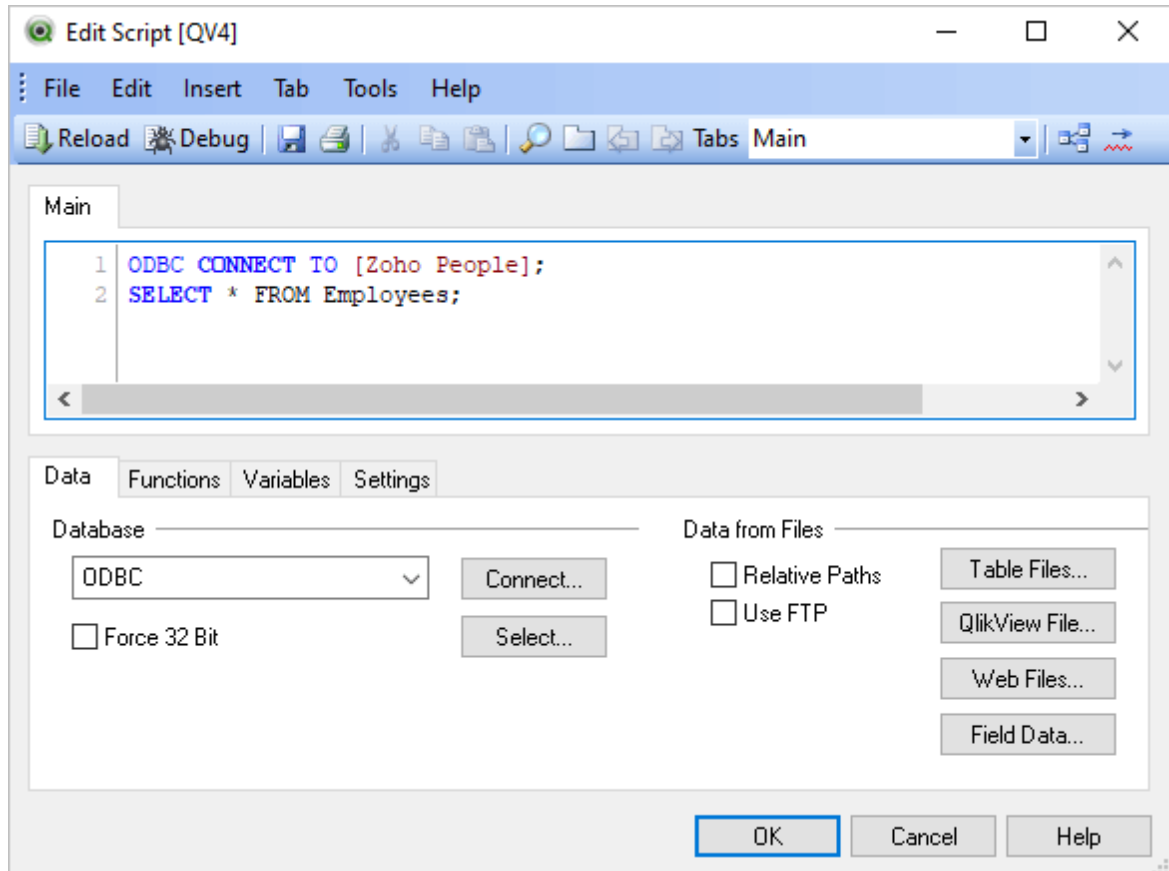 Edit Script [QV4]
File Edit Insert Tab Tools Help
Reload Debug Tabs Main
Main
1 ODBC CONNECT TO [Zoho People];
2 SELECT * FROM Employees;
Data Functions Variables Settings
Database
ODBC
Connect...
Force 32 Bit
Select...
Data from Files
Relative Paths
Use FTP
Table Files...
QlikView File...
Web Files...
Field Data...
OK Cancel Help